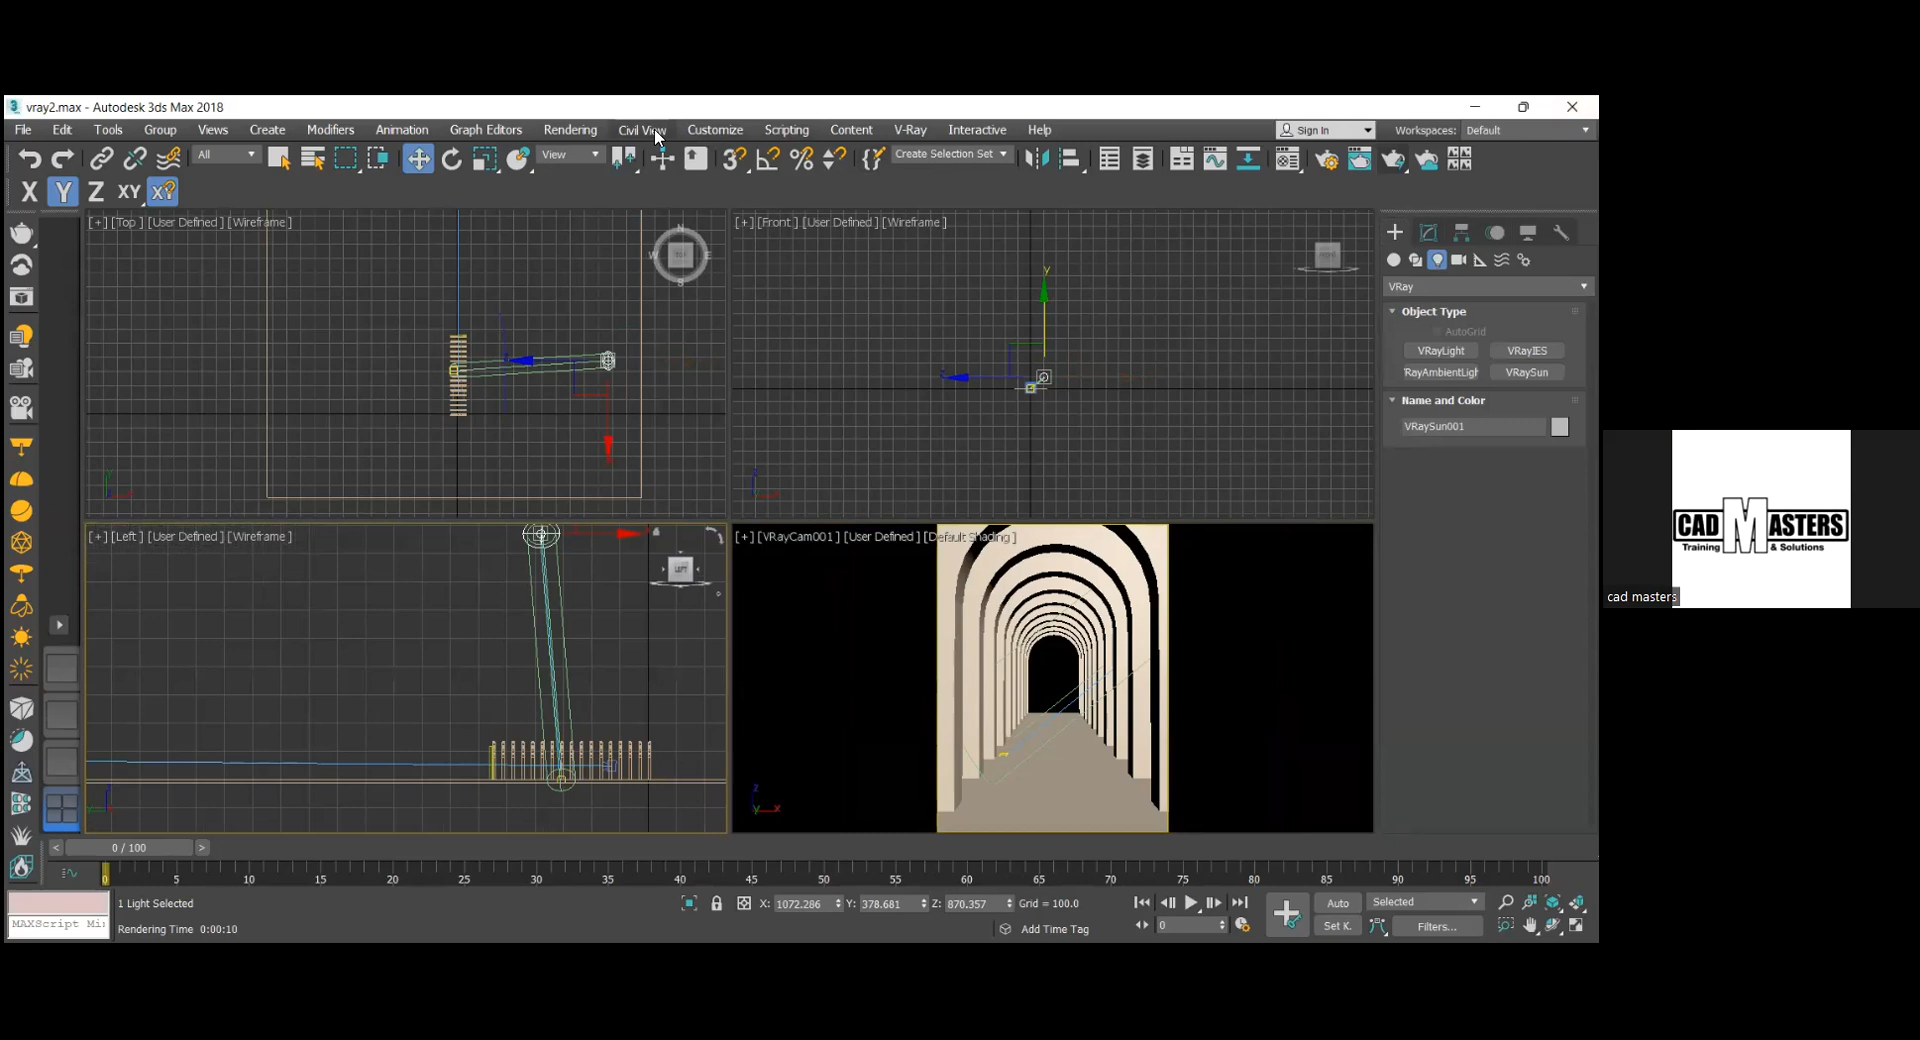 vray2.max - Autodesk 3ds Max 2018
File Edit Tools Group Views Create Modifiers Animation Graph Editors Rendering Civil View Customize Scripting Content V-Ray Interactive Help
Sign In Workspaces: Default
All View Create Selection Set
X Y Z XY
[+] [Top ] [User Defined ] [Wireframe ]
[+] [Front ] [User Defined ] [Wireframe ]
N
W TOP E
S
VRay
Object Type
AutoGrid
VRayLight VRayIES
RayAmbientLigh VRaySun
Name and Color
VRaySun001
y
[+] [Left ] [User Defined ] [Wireframe ]
LEFT
[+] [VRayCam001 ] [User Defined ] [Default Shading ]
z
y x
CAD MASTERS
Training & Solutions
cad masters
< 0 / 100 >
0 5 10 15 20 25 30 35 40 45 50 55 60 65 70 75 80 85 90 95 100
1 Light Selected
X: 1072.286 Y: 378.681 Z: 870.357 Grid = 100.0
Auto Selected
MAXScript Mi
Rendering Time 0:00:10
Add Time Tag
0
Set K. Filters...